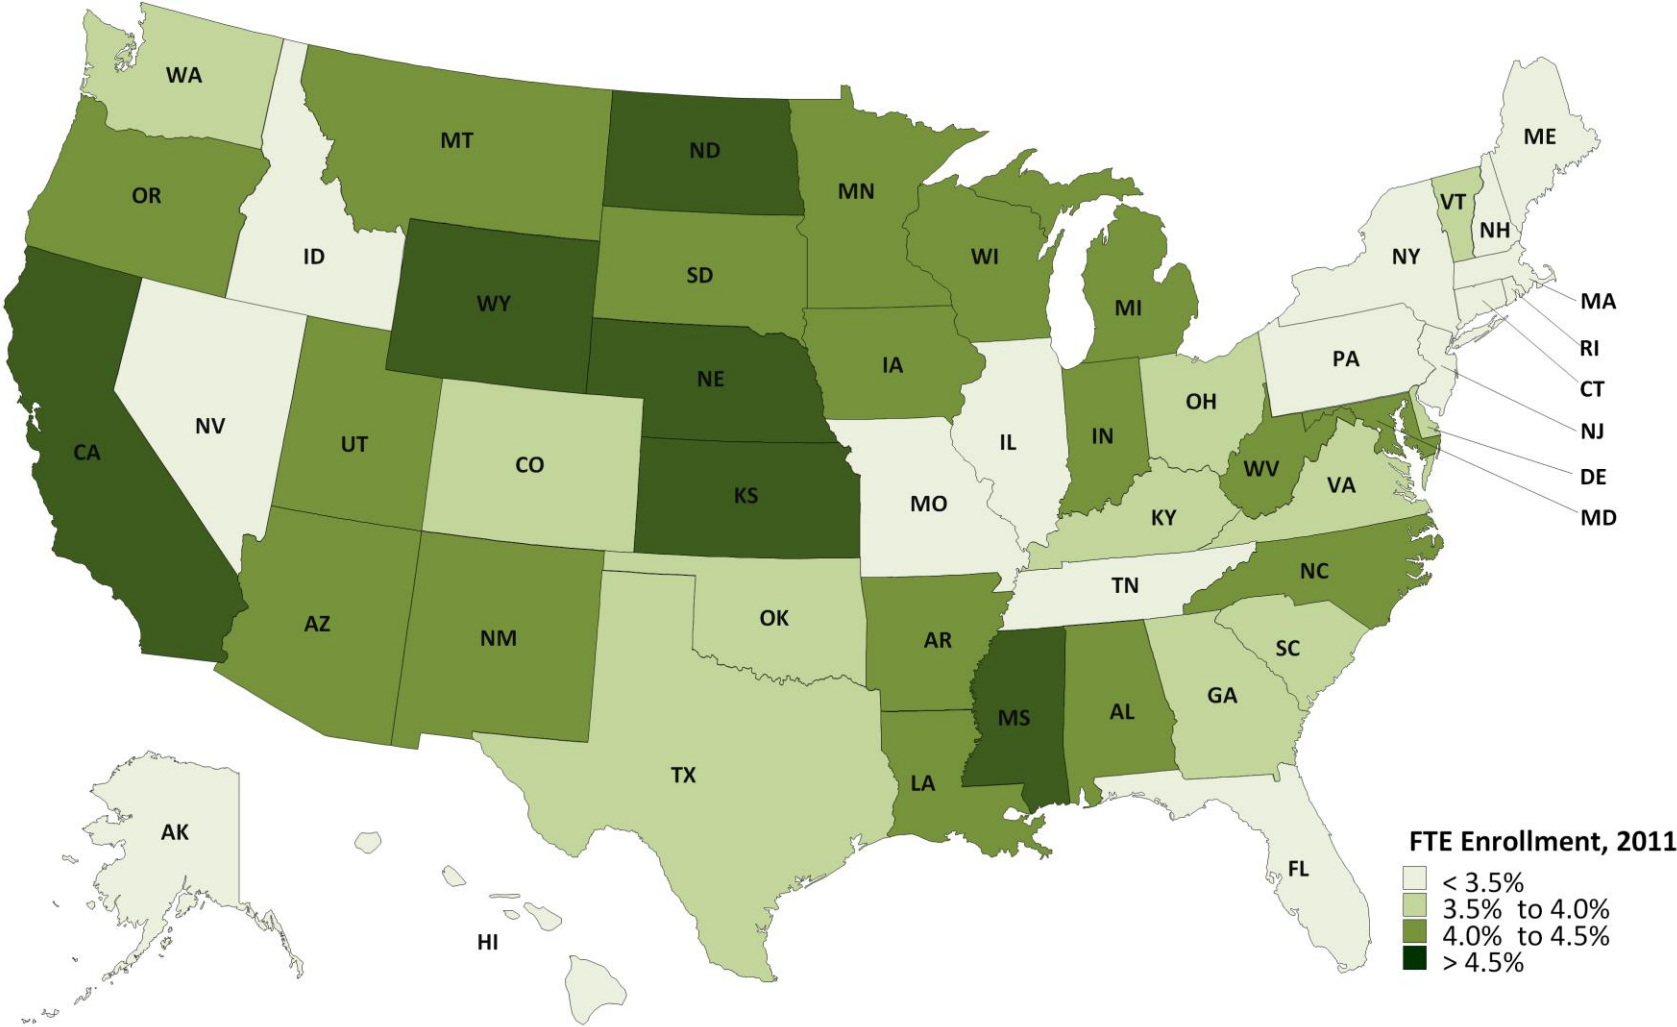 WA
MT
ND
ME
OR
MN
VT
NH
ID
WI
NY
SD
WY
MI
MA
RI
PA
IA
NE
CT
OH
NV
IN
NJ
UT
IL
CA
CO
WV
DE
VA
KS
MO
KY
MD
NC
TN
OK
AZ
NM
AR
SC
GA
MS
AL
TX
LA
AK
FL
HI
FTE Enrollment, 2011
< 3.5%
3.5% to 4.0%
4.0% to 4.5%
> 4.5%